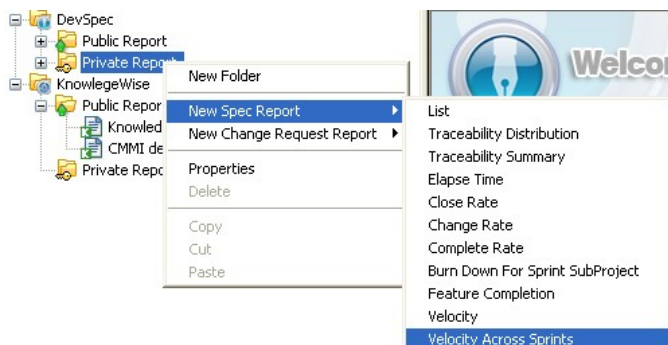 DevSpec
Public Report
Private Report
New Folder
KnowlegeWise
Public Repor
New Spec Report
Knowled
New Change Request Report
CMMI de
Private Repo
Properties
Delete
Copy
Cut
Paste
List
Traceability Distribution
Traceability Summary
Elapse Time
Close Rate
Change Rate
Complete Rate
Burn Down For Sprint SubProject
Feature Completion
Velocity
Velocity Across Sprints
Welco